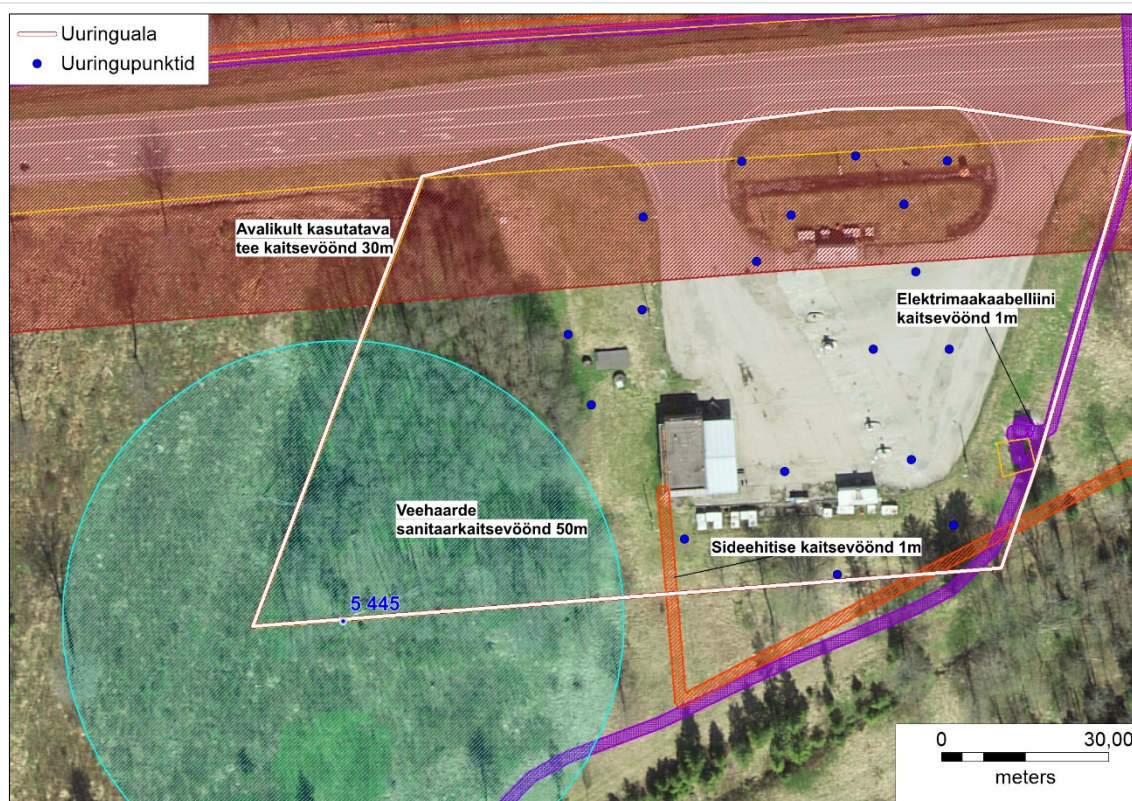 Uuringuala
Uuringupunktid
Avalikult kasutatava
tee kaitsevöönd 30m
Elektrimaakaabelliini
kaitsevöönd 1m
Veehaarde
sanitaarkaitsevöönd 50m
Sideehitise kaitsevöönd 1m
5 445
0 30,00
meters